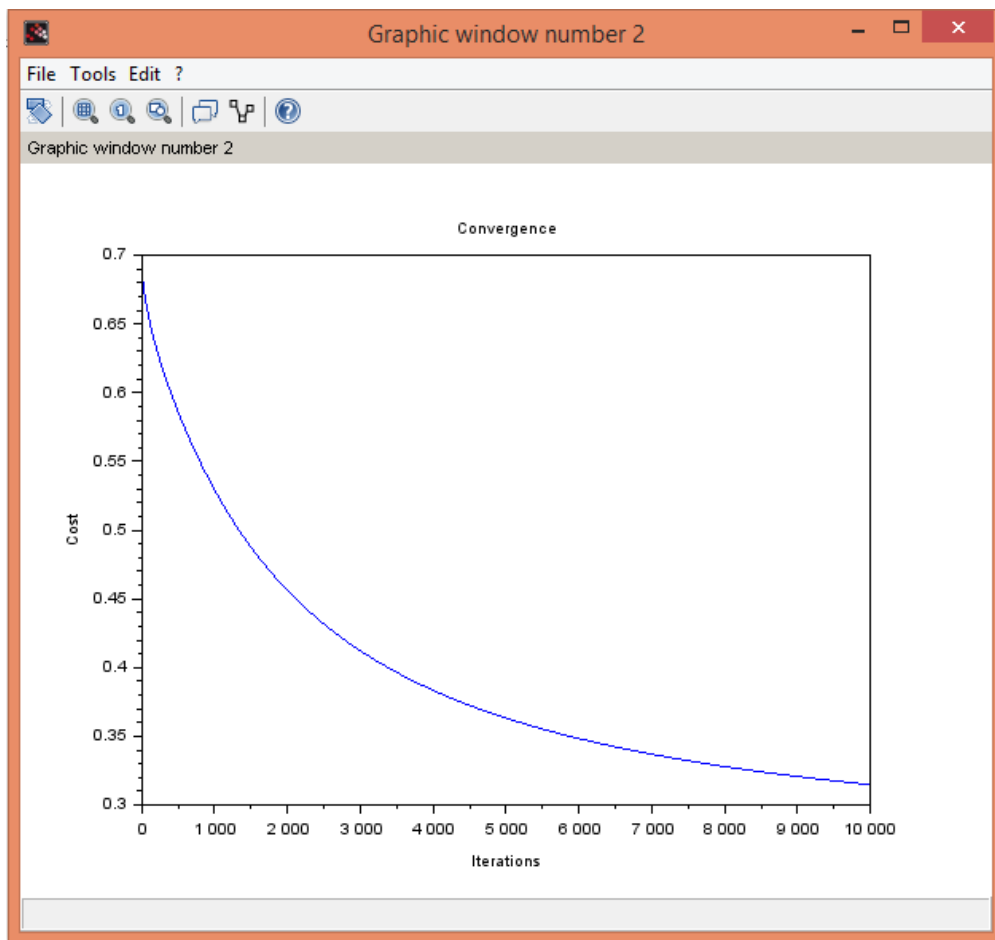 Graphic window number 2
File Tools Edit ?
Graphic window number 2
Convergence
0.7
0.65
0.6
0.55
0.5
0.45
0.4
0.35
0.3
Cost
0 1 000 2 000 3 000 4 000 5 000 6 000 7 000 8 000 9 000 10 000
Iterations